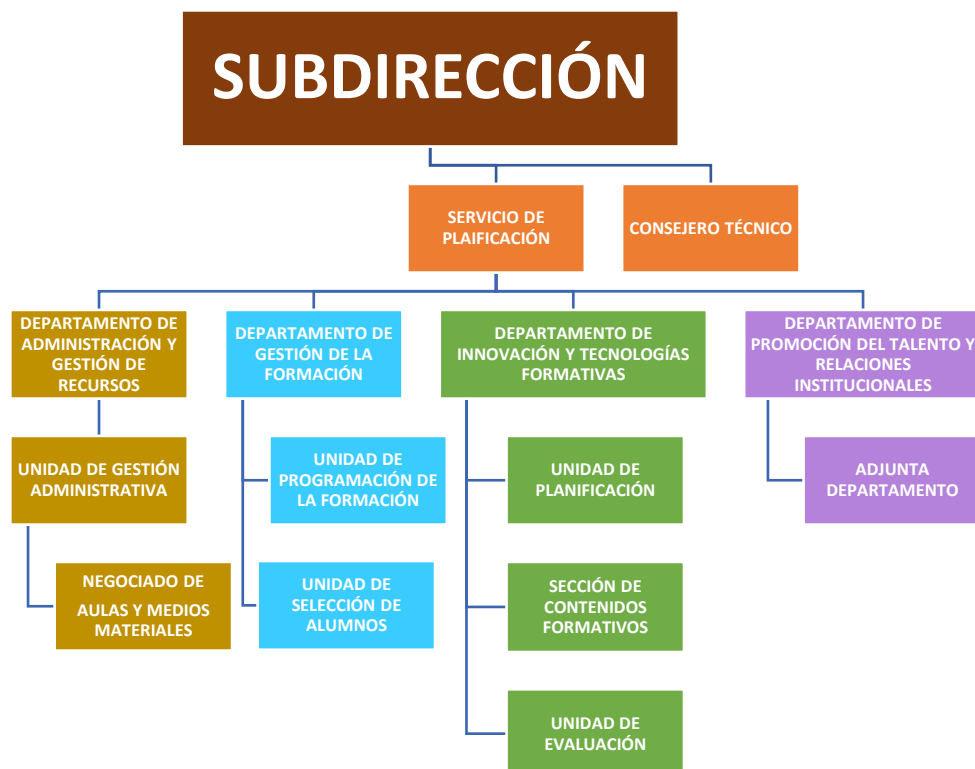 SUBDIRECCIÓN
SERVICIO DE
PLAIFICACIÓN
CONSEJERO TÉCNICO
DEPARTAMENTO DE
ADMINISTRACIÓN Y
GESTIÓN DE
RECURSOS
DEPARTAMENTO DE
GESTIÓN DE LA
FORMACIÓN
DEPARTAMENTO DE
INNOVACIÓN Y TECNOLOGÍAS
FORMATIVAS
DEPARTAMENTO DE
PROMOCIÓN DEL TALENTO Y
RELACIONES
INSTITUCIONALES
UNIDAD DE GESTIÓN
ADMINISTRATIVA
UNIDAD DE
PROGRAMACIÓN DE
LA FORMACIÓN
UNIDAD DE
PLANIFICACIÓN
ADJUNTA
DEPARTAMENTO
NEGOCIADO DE
AULAS Y MEDIOS
MATERIALES
UNIDAD DE
SELECCIÓN DE
ALUMNOS
SECCIÓN DE
CONTENIDOS
FORMATIVOS
UNIDAD DE
EVALUACIÓN